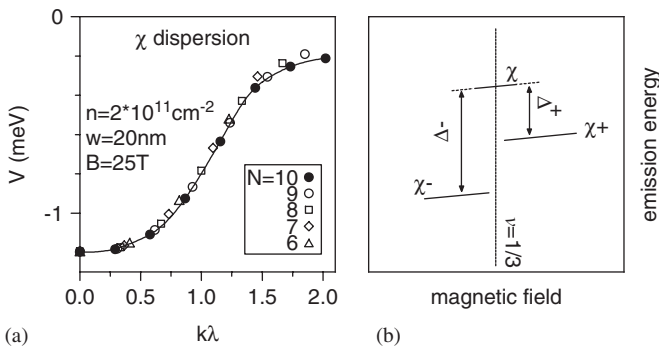 0
-1
V (meV)
χ dispersion
n=2*10¹¹cm⁻²
w=20nm
B=25T
N=10
9
8
7
6
0.0
0.5
1.0
1.5
2.0
kλ
(a)
χ
Δ-
Δ+
χ+
χ-
ν=1/3
emission energy
magnetic field
(b)